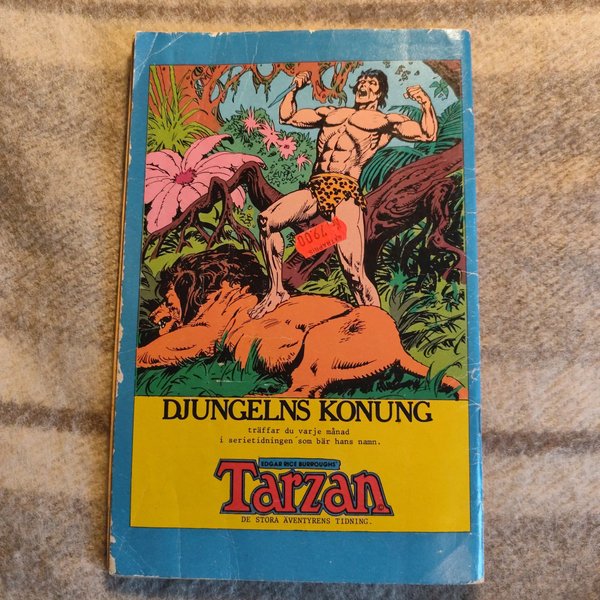 DJUNGELNS KONUNG
träffar du varje månad
i serietidningen som bär hans namn.
EDGAR RICE BURROUGHS'
Tarzan
DE STORA ÄVENTYRENS TIDNING.